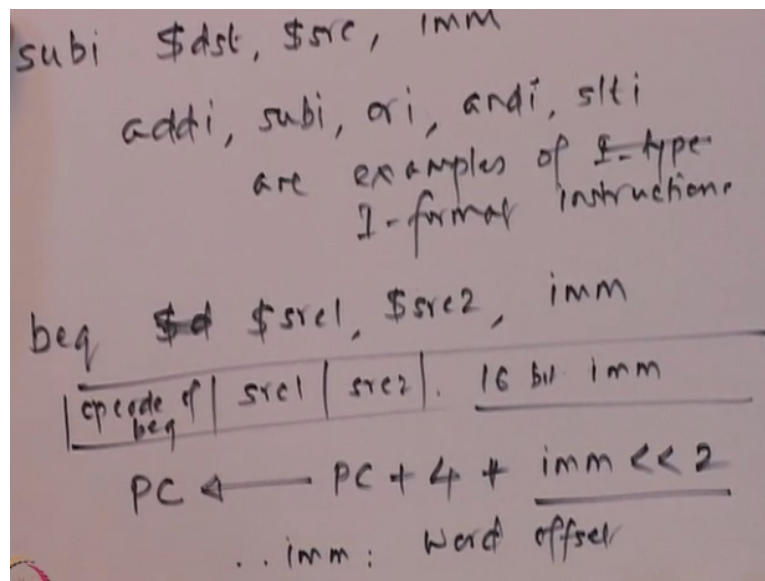 subi $dst, $src, imm
addi, subi, ori, andi, slti
are examples of I-type
I-format instructions
beq $d $src1, $src2, imm
opcode of beq | src1 | src2 | 16 bit imm
PC ← PC + 4 + imm << 2
.. imm: Word offset